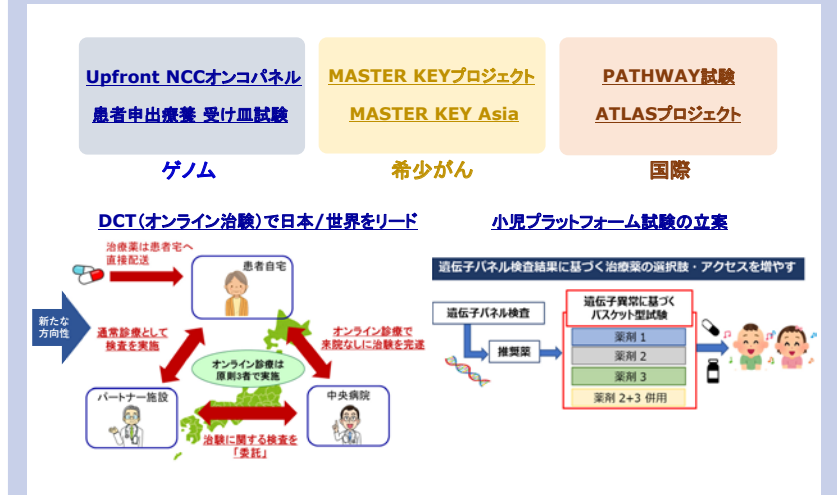 Upfront NCCオンコパネル
患者申出療養 受け皿試験
ゲノム
MASTER KEYプロジェクト
MASTER KEY Asia
希少がん
PATHWAY試験
ATLASプロジェクト
国際
DCT（オンライン治験）で日本/世界をリード
治療薬は患者宅へ
直接配送
患者自宅
新たな
方向性
通常診療として
検査を実施
オンライン診療で
来院なしに治験を完遂
オンライン診療は
原則3者で実施
パートナー施設
中央病院
治験に関する検査を
「委託」
小児プラットフォーム試験の立案
遺伝子パネル検査結果に基づく治療薬の選択肢・アクセスを増やす
遺伝子パネル検査
推奨薬
遺伝子異常に基づく
バスケット型試験
薬剤 1
薬剤 2
薬剤 3
薬剤 2+3 併用